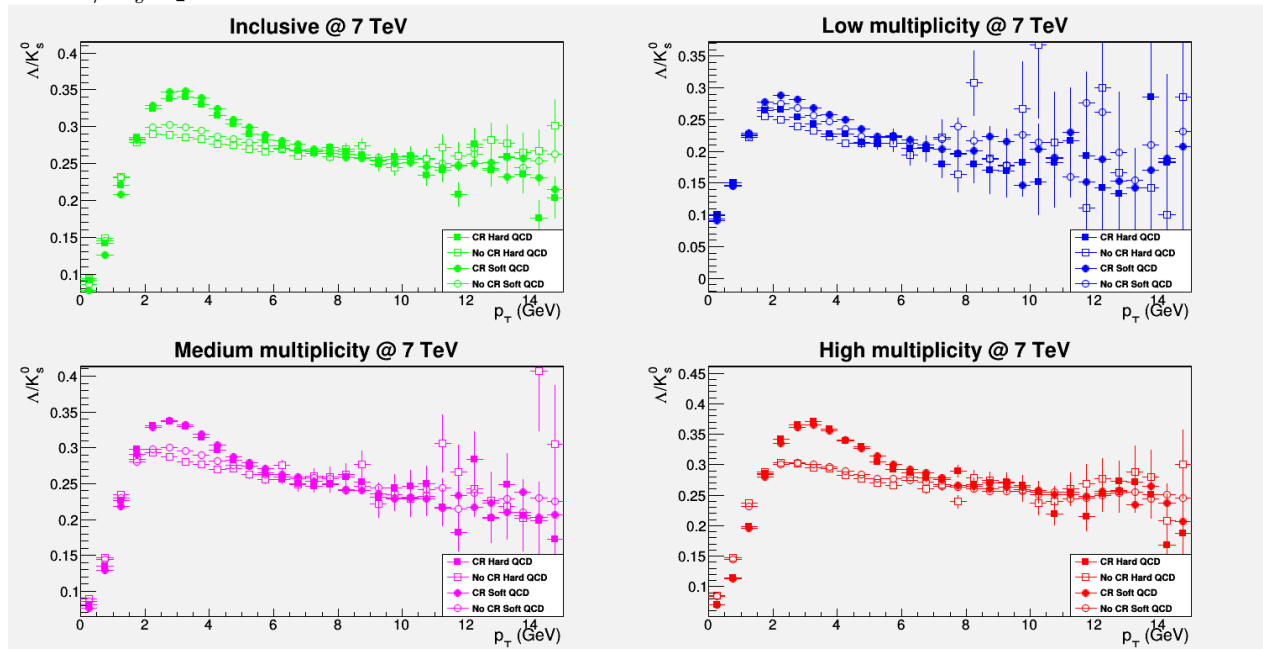 Inclusive @ 7 TeV
Λ/K⁰ₛ
0.4
0.35
0.3
0.25
0.2
0.15
0.1
0 2 4 6 8 10 12 14
p_T (GeV)
CR Hard QCD
No CR Hard QCD
CR Soft QCD
No CR Soft QCD
Low multiplicity @ 7 TeV
Λ/K⁰ₛ
0.35
0.3
0.25
0.2
0.15
0.1
0.05
0
0 2 4 6 8 10 12 14
p_T (GeV)
CR Hard QCD
No CR Hard QCD
CR Soft QCD
No CR Soft QCD
Medium multiplicity @ 7 TeV
Λ/K⁰ₛ
0.4
0.35
0.3
0.25
0.2
0.15
0.1
0 2 4 6 8 10 12 14
p_T (GeV)
CR Hard QCD
No CR Hard QCD
CR Soft QCD
No CR Soft QCD
High multiplicity @ 7 TeV
Λ/K⁰ₛ
0.45
0.4
0.35
0.3
0.25
0.2
0.15
0.1
0 2 4 6 8 10 12 14
p_T (GeV)
CR Hard QCD
No CR Hard QCD
CR Soft QCD
No CR Soft QCD